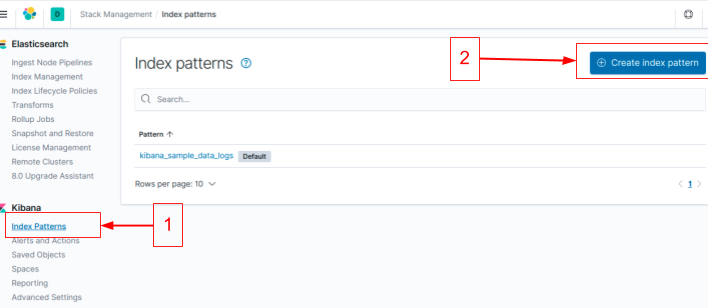 D Stack Management / Index patterns
Elasticsearch
Ingest Node Pipelines
Index Management
Index Lifecycle Policies
Transforms
Rollup Jobs
Snapshot and Restore
License Management
Remote Clusters
8.0 Upgrade Assistant
Kibana
Index Patterns
Alerts and Actions
Saved Objects
Spaces
Reporting
Advanced Settings
1
Index patterns ?
2
Create index pattern
Search...
Pattern ↑
kibana_sample_data_logs Default
Rows per page: 10
< 1 >